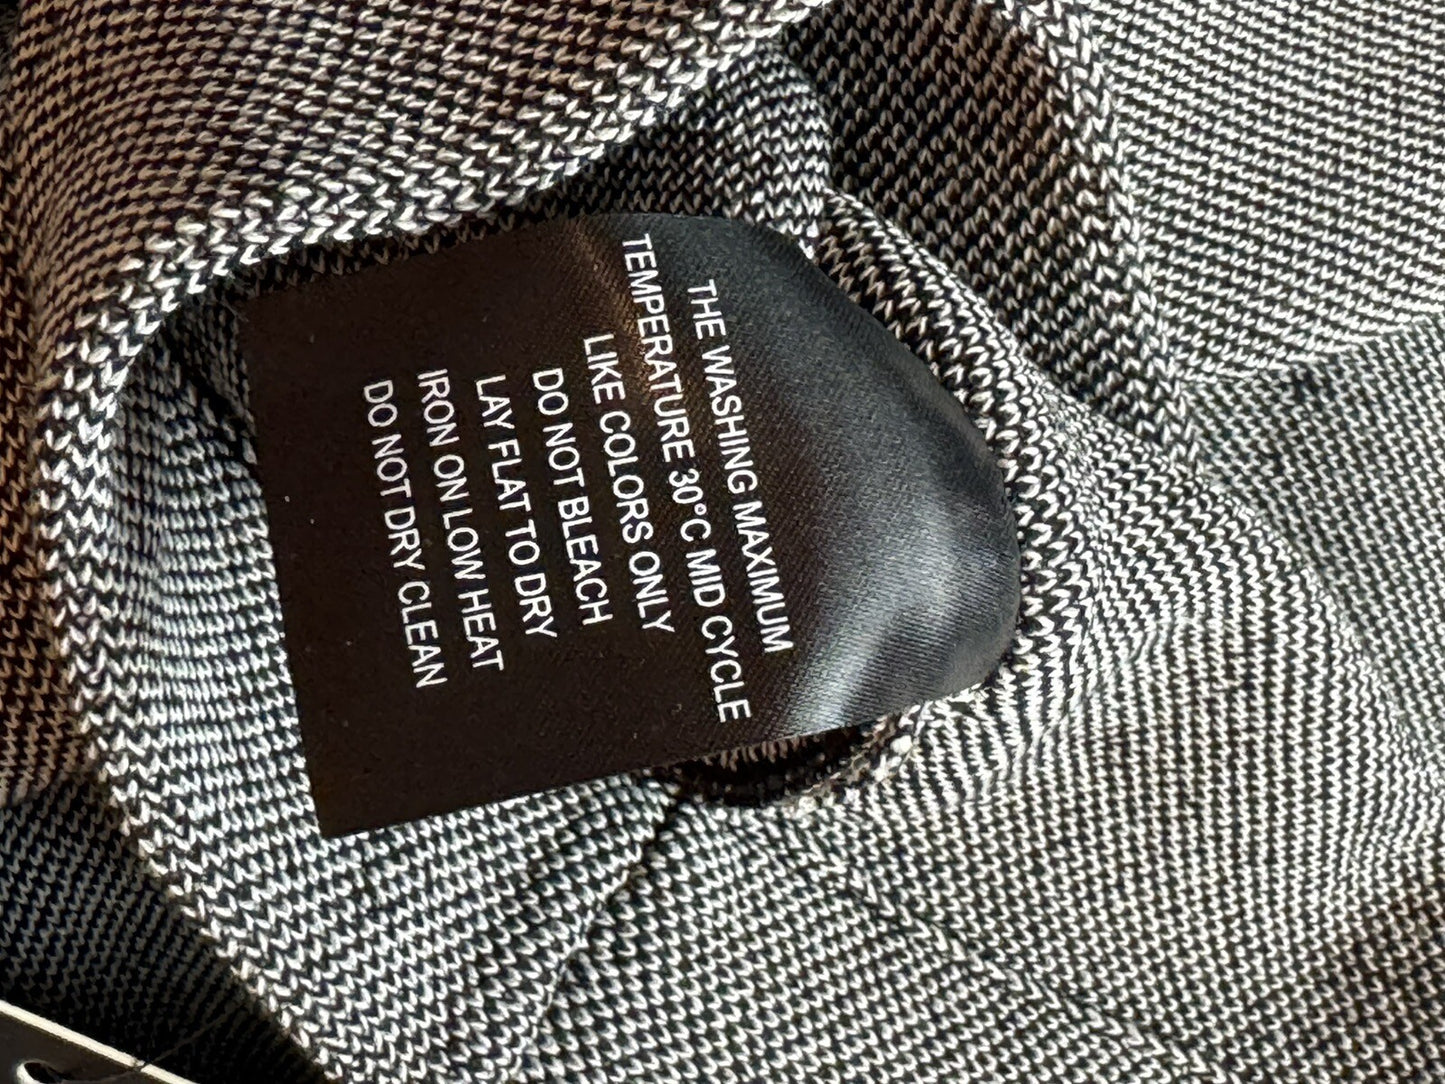 THE WASHING MAXIMUM
TEMPERATURE 30°C MID CYCLE
LIKE COLORS ONLY
DO NOT BLEACH
LAY FLAT TO DRY
IRON ON LOW HEAT
DO NOT DRY CLEAN